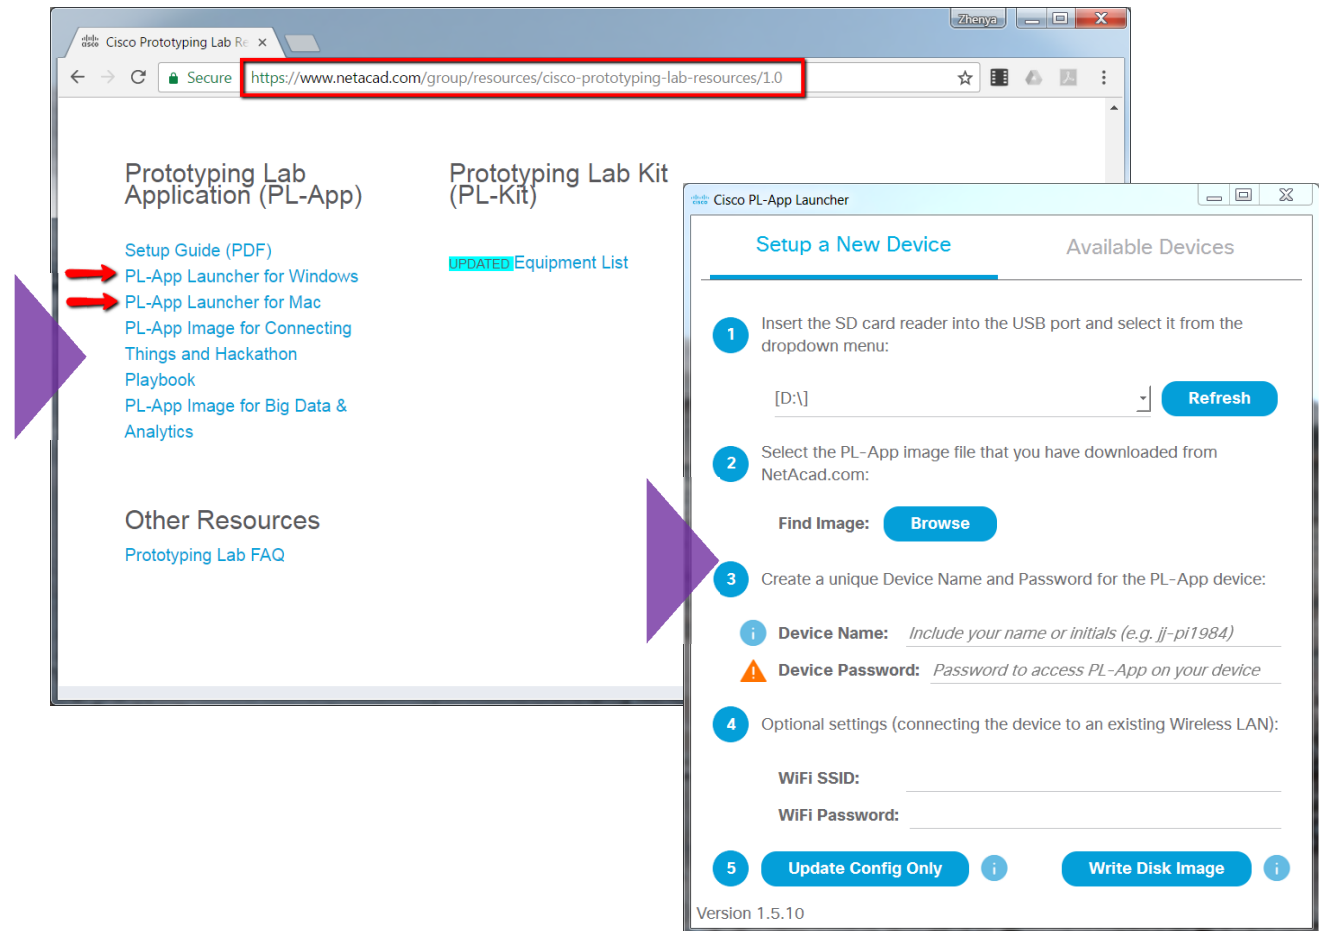 Zhenya
cisco
Cisco Prototyping Lab Re
Secure
https://www.netacad.com/group/resources/cisco-prototyping-lab-resources/1.0
Prototyping Lab
Application (PL-App)
Setup Guide (PDF)
PL-App Launcher for Windows
PL-App Launcher for Mac
PL-App Image for Connecting
Things and Hackathon
Playbook
PL-App Image for Big Data &
Analytics
Other Resources
Prototyping Lab FAQ
Prototyping Lab Kit
(PL-Kit)
UPDATED Equipment List
cisco Cisco PL-App Launcher
Setup a New Device
Available Devices
1 Insert the SD card reader into the USB port and select it from the
dropdown menu:
[D:\]
Refresh
2 Select the PL-App image file that you have downloaded from
NetAcad.com:
Find Image: Browse
3 Create a unique Device Name and Password for the PL-App device:
i Device Name: Include your name or initials (e.g. jj-pi1984)
! Device Password: Password to access PL-App on your device
4 Optional settings (connecting the device to an existing Wireless LAN):
WiFi SSID:
WiFi Password:
5 Update Config Only i Write Disk Image i
Version 1.5.10